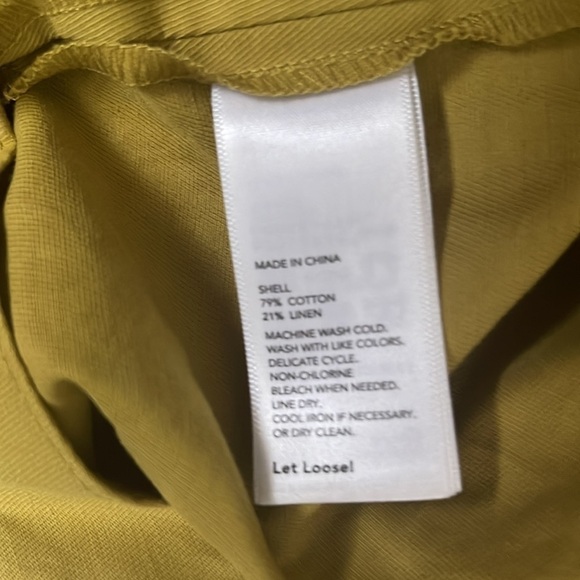 MADE IN CHINA
SHELL
79% COTTON
21% LINEN
MACHINE WASH COLD.
WASH WITH LIKE COLORS.
DELICATE CYCLE.
NON-CHLORINE
BLEACH WHEN NEEDED.
LINE DRY.
COOL IRON IF NECESSARY.
OR DRY CLEAN.
Let Loose!